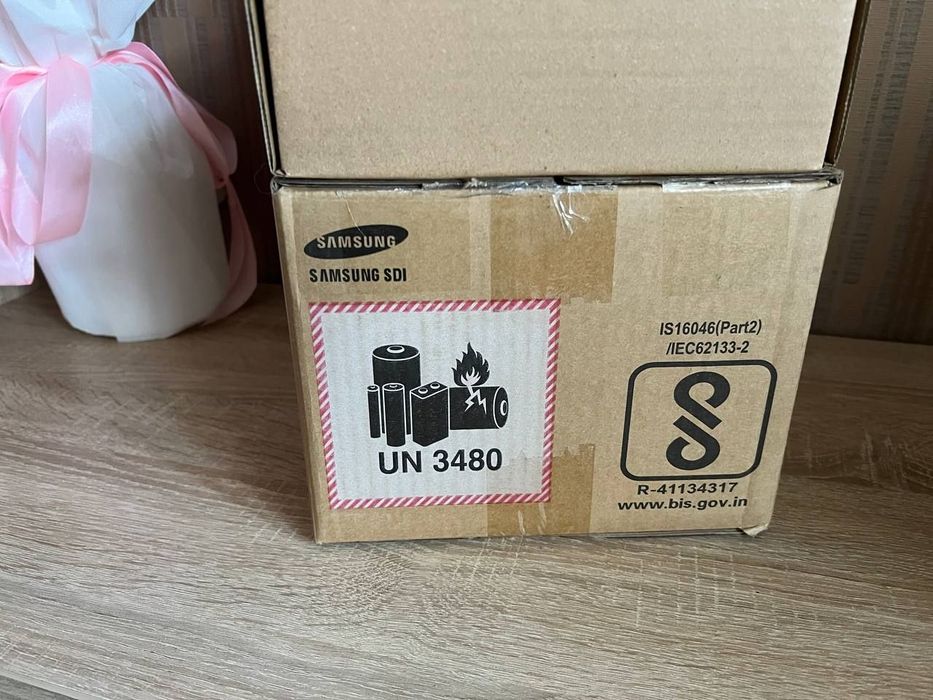 SAMSUNG
SAMSUNG SDI
UN 3480
IS16046(Part2)
/IEC62133-2
R-41134317
www.bis.gov.in